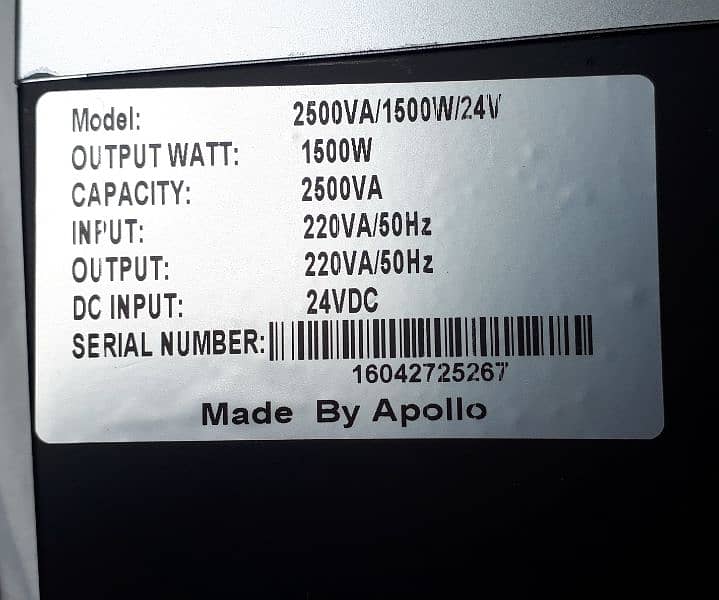 Model: 2500VA/1500W/24V
OUTPUT WATT: 1500W
CAPACITY: 2500VA
INPUT: 220VA/50Hz
OUTPUT: 220VA/50Hz
DC INPUT: 24VDC
SERIAL NUMBER:
16042725267
Made By Apollo